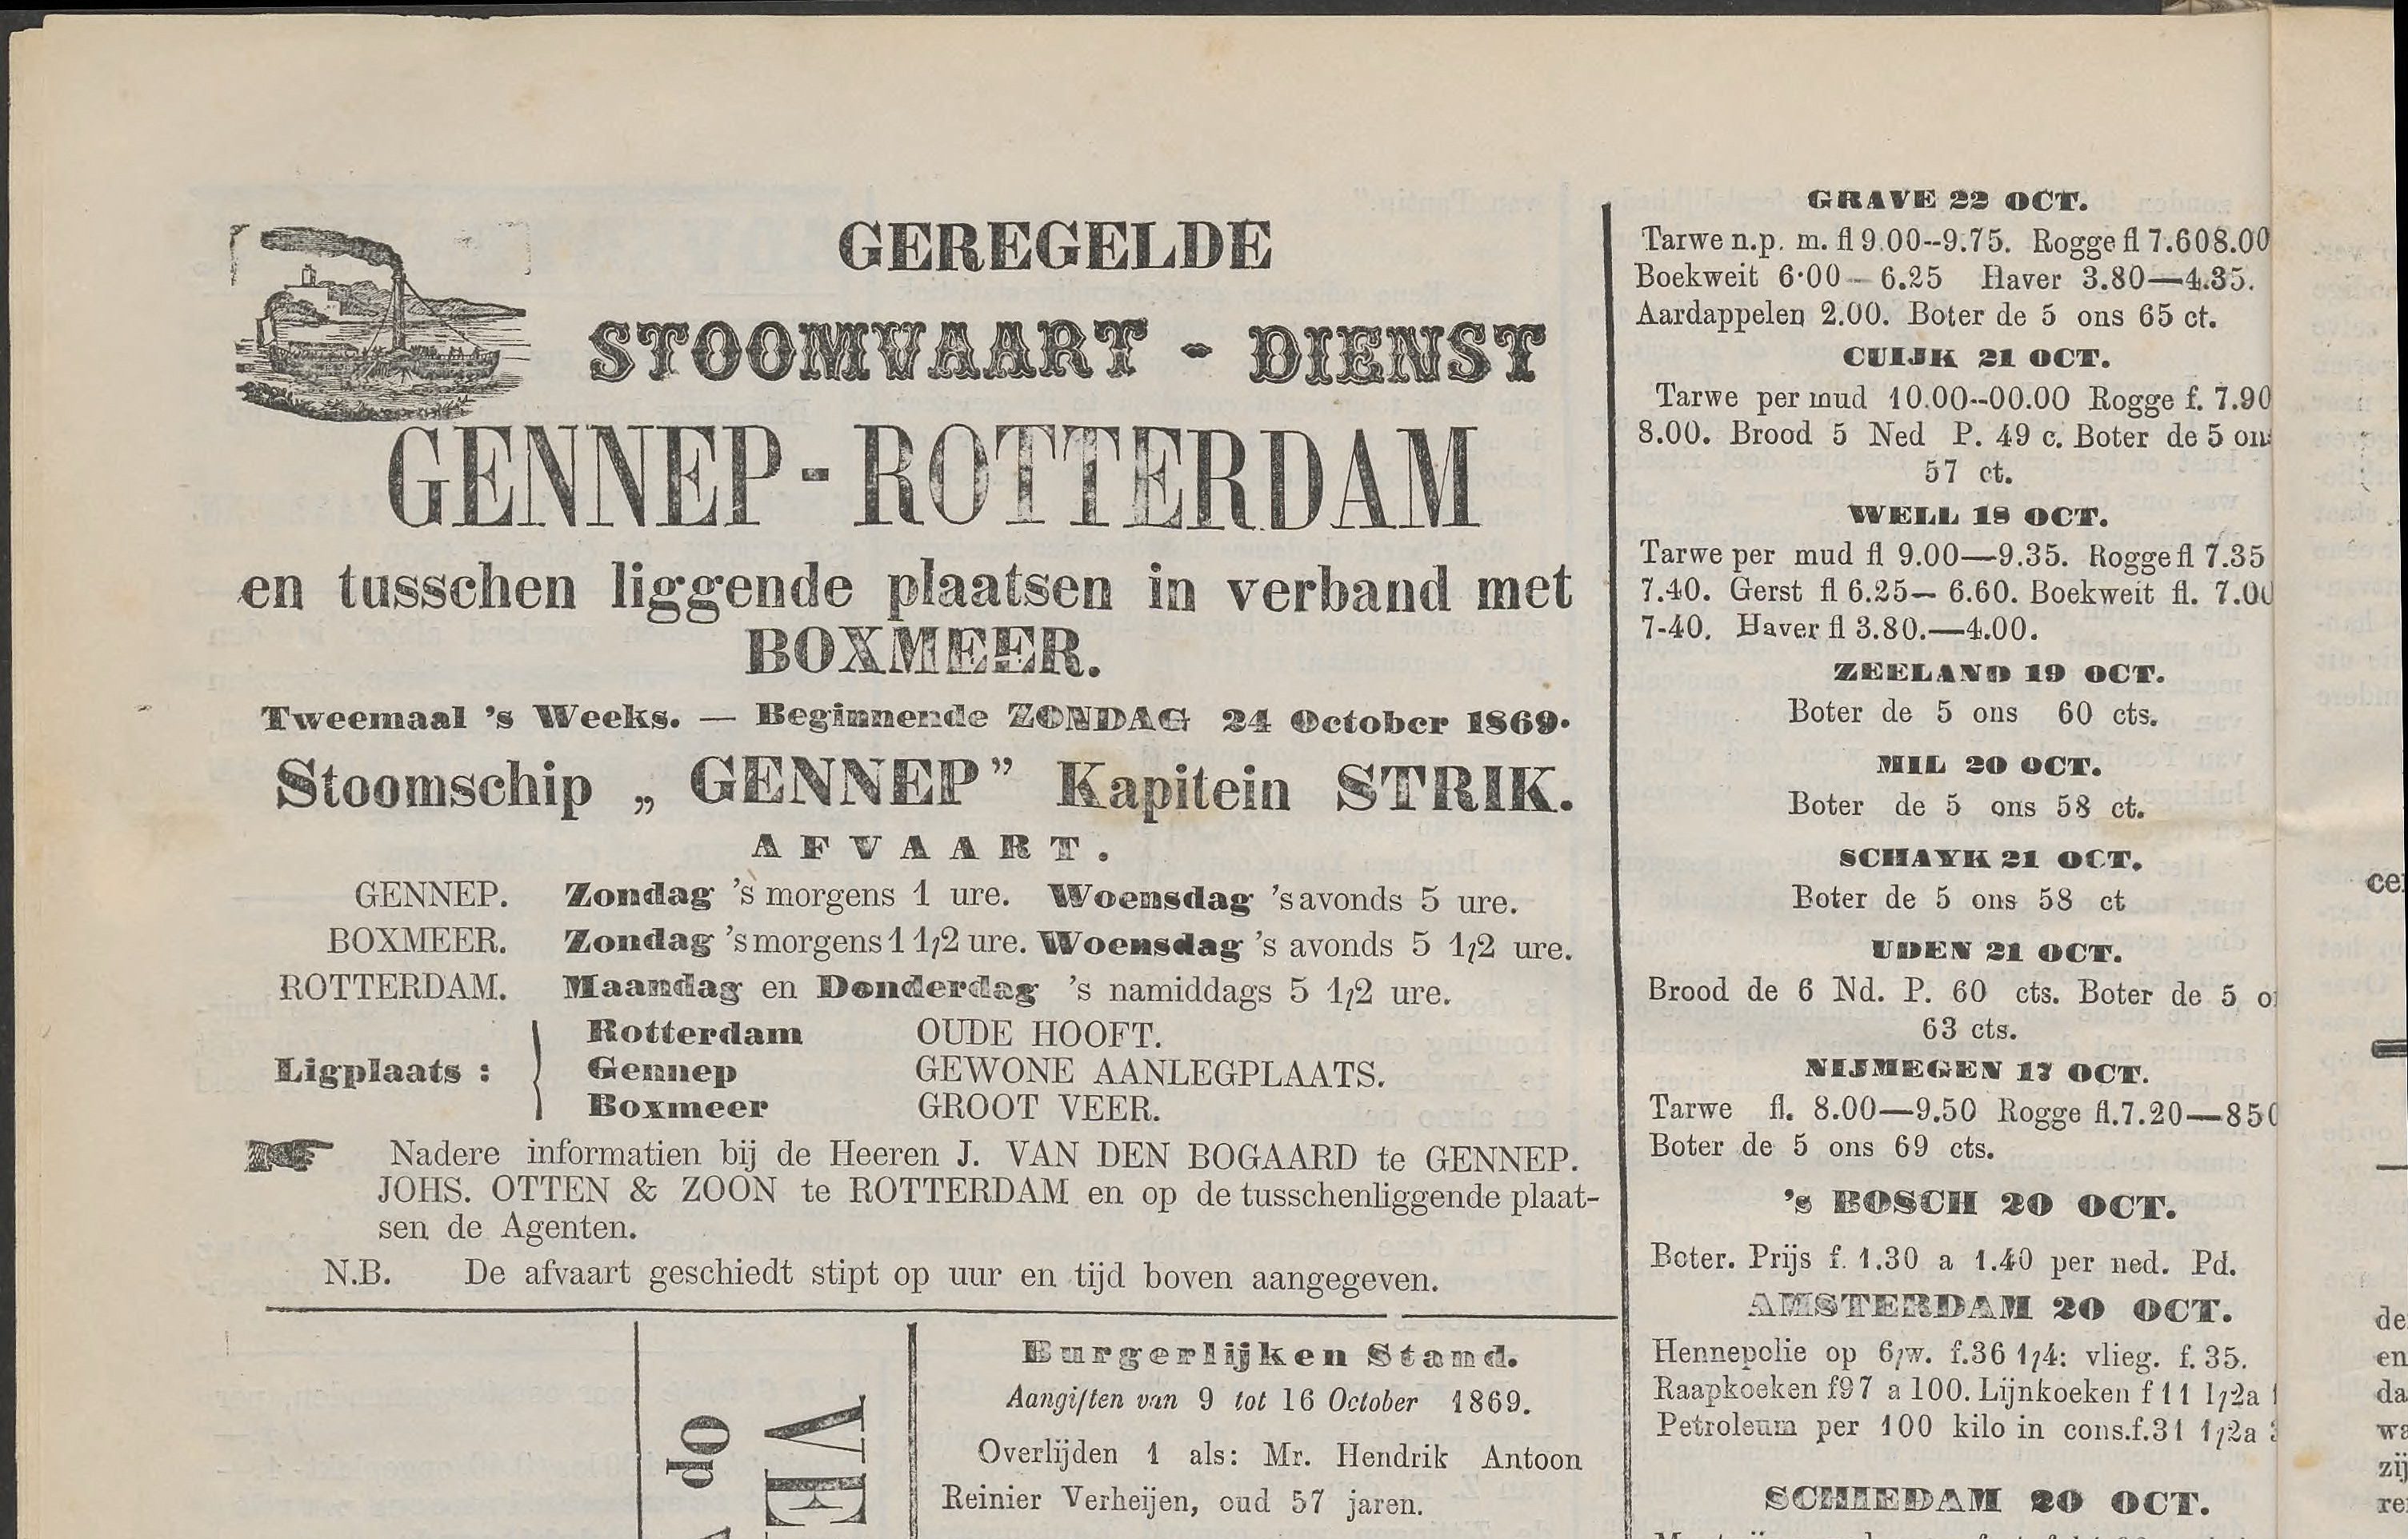 GEREGELDE
STOOMVAART - DIENST
GENNEP-ROTTERDAM
en tusschen liggende plaatsen in verband met
BOXMEER.
Tweemaal 's Weeks. — Beginnende ZONDAG 24 October 1869.
Stoomschip „ GENNEP” Kapitein STRIK.
AFVAART.
GENNEP. Zondag 's morgens 1 ure. Woensdag 's avonds 5 ure.
BOXMEER. Zondag 's morgens 1 1/2 ure. Woensdag 's avonds 5 1/2 ure.
ROTTERDAM. Maandag en Donderdag 's namiddags 5 1/2 ure.
Rotterdam OUDE HOOFT.
Ligplaats : Gennep GEWONE AANLEGPLAATS.
Boxmeer GROOT VEER.
Nadere informatien bij de Heeren J. VAN DEN BOGAARD te GENNEP.
JOHS. OTTEN & ZOON te ROTTERDAM en op de tusschenliggende plaat-
sen de Agenten.
N.B. De afvaart geschiedt stipt op uur en tijd boven aangegeven.
VE
op
Burgerlijken Stand.
Aangiften van 9 tot 16 October 1869.
Overlijden 1 als: Mr. Hendrik Antoon
Reinier Verheijen, oud 57 jaren.
GRAVE 22 OCT.
Tarwe n.p. m. fl 9.00--9.75. Rogge fl 7.608.00
Boekweit 6·00 – 6.25 Haver 3.80—4.35.
Aardappelen 2.00. Boter de 5 ons 65 ct.
CUIJK 21 OCT.
Tarwe per mud 10.00--00.00 Rogge f. 7.90
8.00. Brood 5 Ned P. 49 c. Boter de 5 on
57 ct.
WELL 18 OCT.
Tarwe per mud fl 9.00—9.35. Rogge fl 7.35
7.40. Gerst fl 6.25— 6.60. Boekweit fl. 7.00
7-40. Haver fl 3.80.—4.00.
ZEELAND 19 OCT.
Boter de 5 ons 60 cts.
MIL 20 OCT.
Boter de 5 ons 58 ct.
SCHAYK 21 OCT.
Boter de 5 ons 58 ct
UDEN 21 OCT.
Brood de 6 Nd. P. 60 cts. Boter de 5 o
63 cts.
NIJMEGEN 17 OCT.
Tarwe fl. 8.00—9.50 Rogge fl.7.20—850
Boter de 5 ons 69 cts.
's BOSCH 20 OCT.
Boter. Prijs f. 1.30 a 1.40 per ned. Pd.
AMSTERDAM 20 OCT.
Hennepolie op 6/w. f.36 1/4: vlieg. f. 35.
Raapkoeken f97 a 100. Lijnkoeken f 11 1/2a
Petroleum per 100 kilo in cons.f.31 1/2a
SCHIEDAM 20 OCT.
de
en
da
zij
re